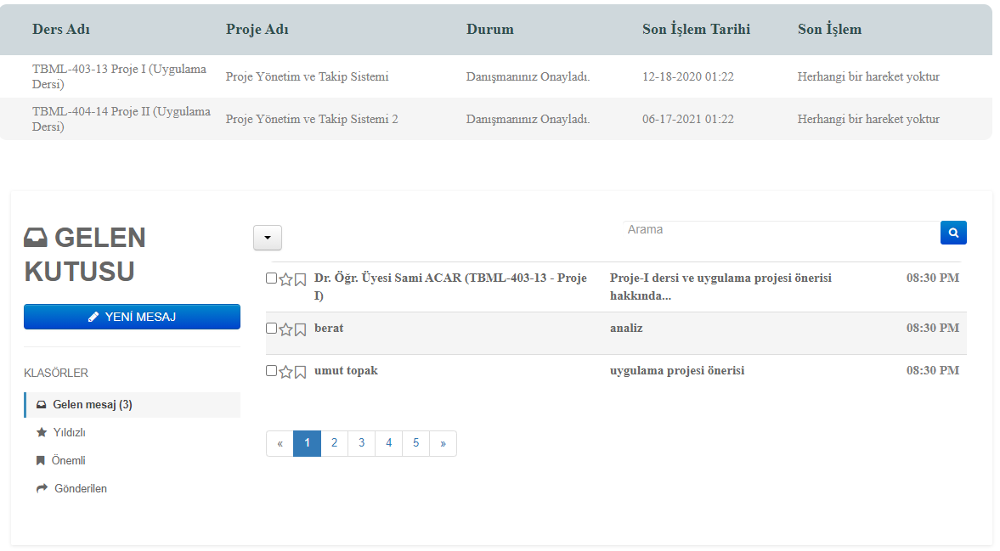 Ders Adı Proje Adı Durum Son İşlem Tarihi Son İşlem
TBML-403-13 Proje I (Uygulama
Dersi) Proje Yönetim ve Takip Sistemi Danışmanınız Onayladı. 12-18-2020 01:22 Herhangi bir hareket yoktur
TBML-404-14 Proje II (Uygulama
Dersi) Proje Yönetim ve Takip Sistemi 2 Danışmanınız Onayladı. 06-17-2021 01:22 Herhangi bir hareket yoktur
GELEN
KUTUSU
YENİ MESAJ
KLASÖRLER
Gelen mesaj (3)
Yıldızlı
Önemli
Gönderilen
Arama
Dr. Öğr. Üyesi Sami ACAR (TBML-403-13 - Proje
I)
Proje-I dersi ve uygulama projesi önerisi
hakkında...
08:30 PM
berat analiz 08:30 PM
umut topak uygulama projesi önerisi 08:30 PM
« 1 2 3 4 5 »